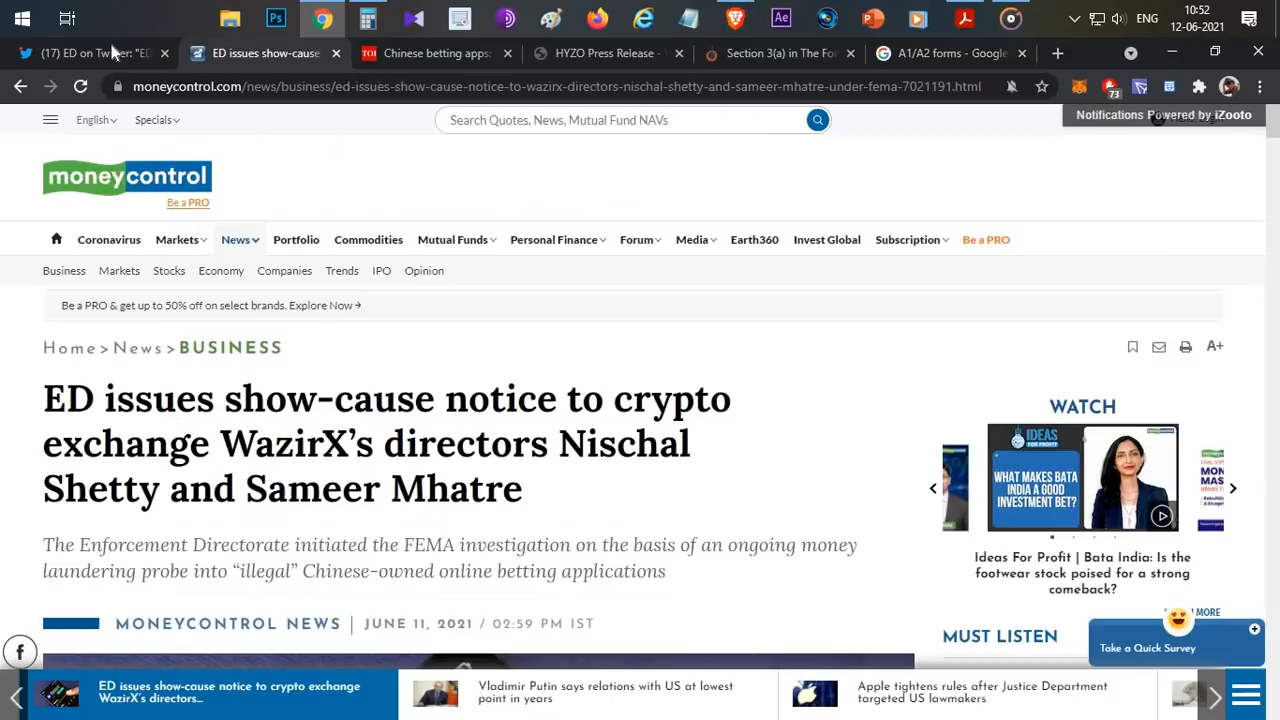 ENG
10:52
12-06-2021
(17) ED on Tw
er: "ED
ED issues show-cause
Chinese betting apps:
HYZO Press Release -
Section 3(a) in The Fo
A1/A2 forms - Google
moneycontrol.com/news/business/ed-issues-show-cause-notice-to-wazirx-directors-nischal-shetty-and-sameer-mhatre-under-fema-7021191.html
73
English
Specials
Search Quotes, News, Mutual Fund NAVs
Notifications Powered by iZooto
moneycontrol
Be a PRO
Coronavirus Markets News Portfolio Commodities Mutual Funds Personal Finance Forum Media Earth360 Invest Global Subscription Be a PRO
Business Markets Stocks Economy Companies Trends IPO Opinion
Be a PRO & get up to 50% off on select brands. Explore Now →
Home > News > BUSINESS
A+
ED issues show-cause notice to crypto
exchange WazirX's directors Nischal
Shetty and Sameer Mhatre
The Enforcement Directorate initiated the FEMA investigation on the basis of an ongoing money
laundering probe into "illegal" Chinese-owned online betting applications
MONEYCONTROL NEWS | JUNE 11, 2021 / 02:59 PM IST
WATCH
IDEAS FOR PROFIT
WHAT MAKES BATA
INDIA A GOOD
INVESTMENT BET?
Ideas For Profit | Bata India: Is the
footwear stock poised for a strong
comeback?
MORE
MUST LISTEN
Take a Quick Survey
ED issues show-cause notice to crypto exchange
WazirX's directors...
Vladimir Putin says relations with US at lowest
point in years
Apple tightens rules after Justice Department
targeted US lawmakers